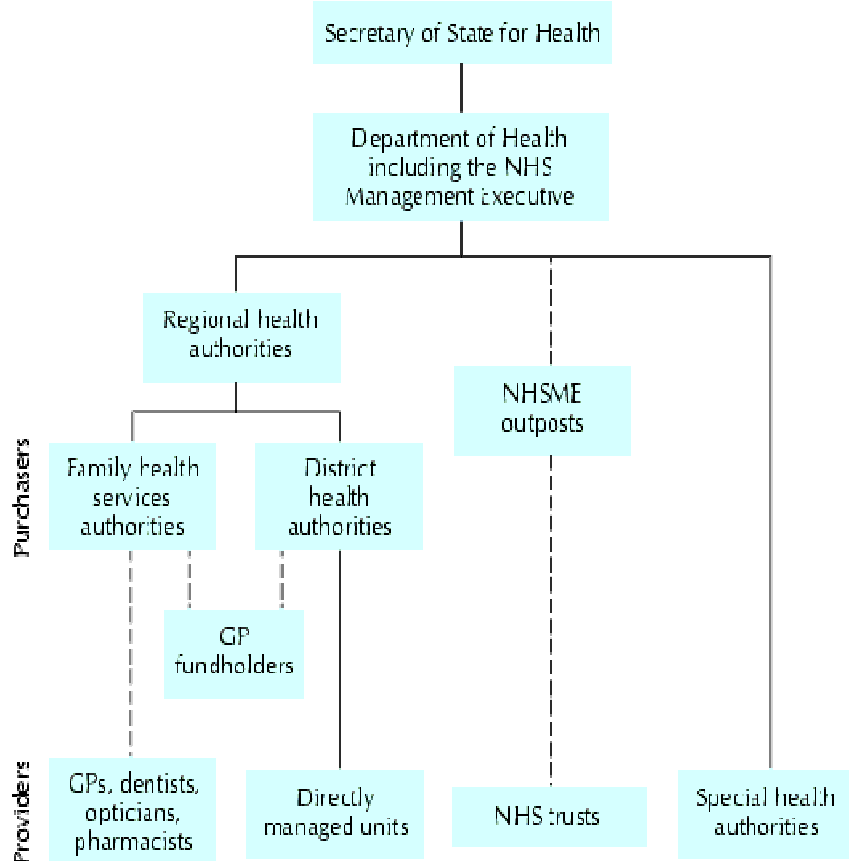 Secretary of State for Health
Department of Health
including the NHS
Management Executive
Regional health
authorities
NHSME
outposts
Purchasers
Family health
services
authorities
District
health
authorities
GP
fundholders
Providers
GPs, dentists,
opticians,
pharmacists
Directly
managed units
NHS trusts
Special health
authorities